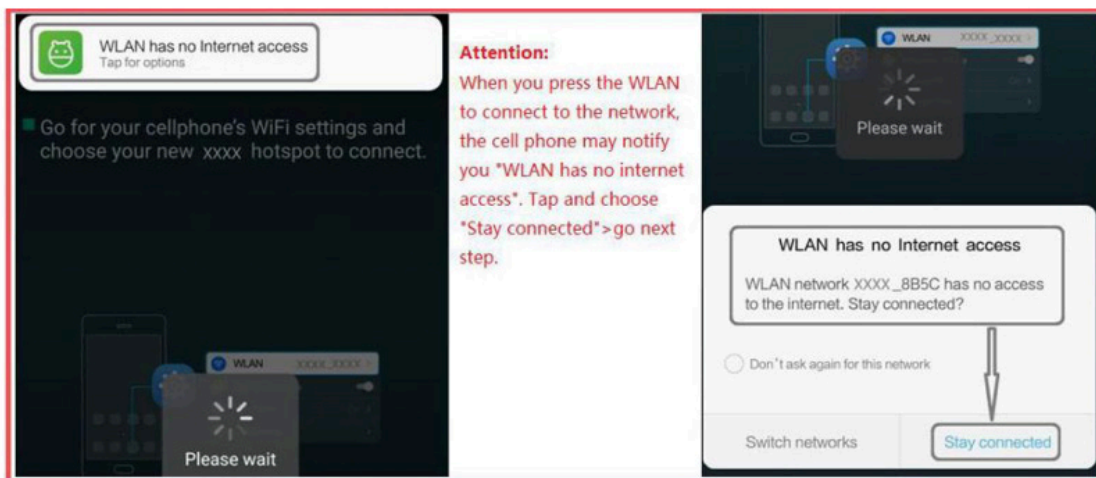 WLAN has no Internet access
Tap for options
Go for your cellphone's WiFi settings and
choose your new xxxx hotspot to connect.
WLAN
XXXX_XXXX >
Please wait
Attention:
When you press the WLAN
to connect to the network,
the cell phone may notify
you "WLAN has no internet
access". Tap and choose
"Stay connected">go next
step.
WLAN
XXXX_XXXX >
Please wait
WLAN has no Internet access
WLAN network XXXX_8B5C has no access
to the internet. Stay connected?
Don't ask again for this network
Switch networks
Stay connected